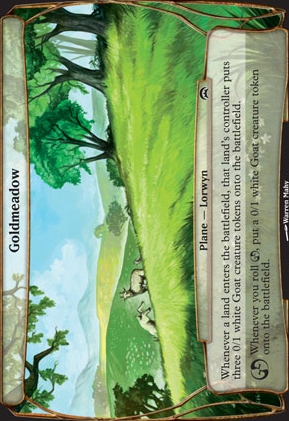 Goldmeadow
Plane — Lorwyn
Whenever a land enters the battlefield, that land's controller puts
three 0/1 white Goat creature tokens onto the battlefield.
Whenever you roll , put a 0/1 white Goat creature token
onto the battlefield.
Warren Mahy